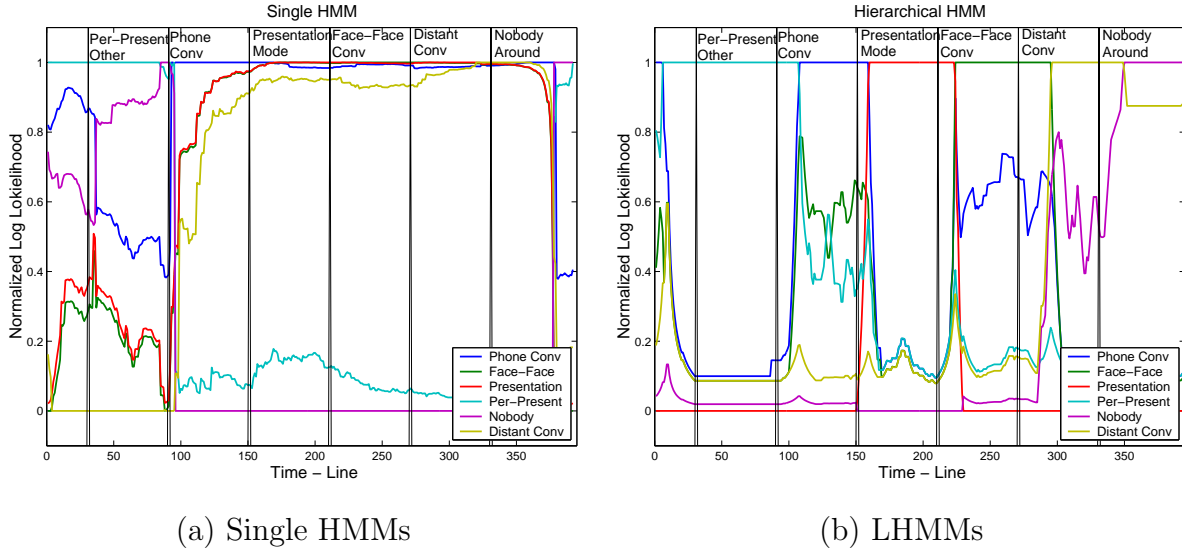 Single HMM
Per−Present
Other
Phone
Conv
Presentation
Mode
Face−Face
Conv
Distant
Conv
Nobody
Around
1
0.8
0.6
0.4
0.2
0
Normalized Log Lokielihood
0
50
100
150
200
250
300
350
Time − Line
Phone Conv
Face−Face
Presentation
Per−Present
Nobody
Distant Conv
(a) Single HMMs
Hierarchical HMM
Per−Present
Other
Phone
Conv
Presentation
Mode
Face−Face
Conv
Distant
Conv
Nobody
Around
1
0.8
0.6
0.4
0.2
0
Normalized Log Lokielihood
0
50
100
150
200
250
300
350
Time − Line
Phone Conv
Face−Face
Presentation
Per−Present
Nobody
Distant Conv
(b) LHMMs